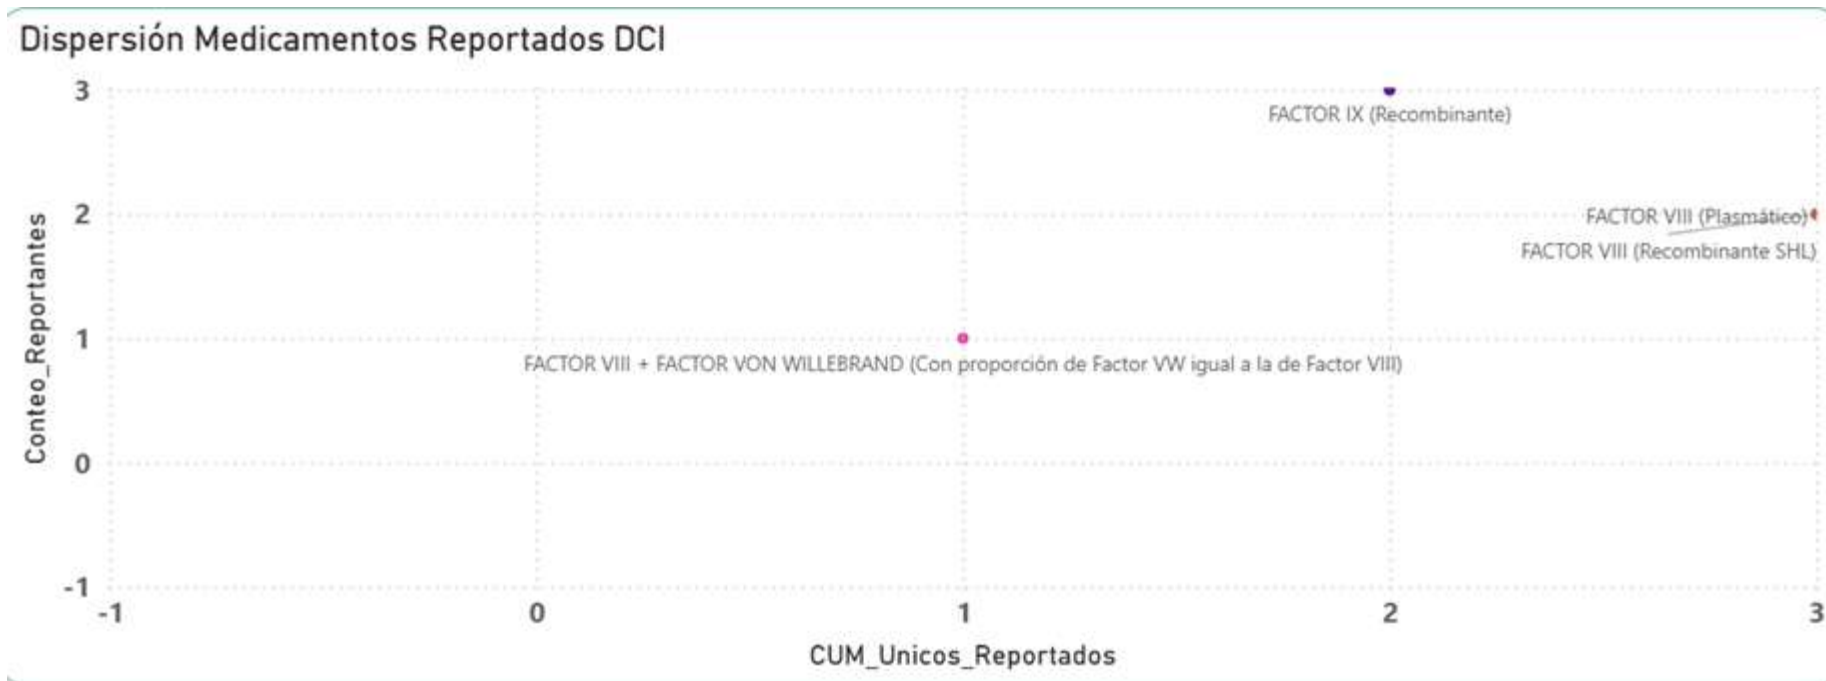 Dispersión Medicamentos Reportados DCI
3
FACTOR IX (Recombinante)
2
FACTOR VIII (Plasmático)
FACTOR VIII (Recombinante SHL)
1
FACTOR VIII + FACTOR VON WILLEBRAND (Con proporción de Factor VW igual a la de Factor VIII)
0
-1
Conteo_Reportantes
-1 0 1 2 3
CUM_Unicos_Reportados